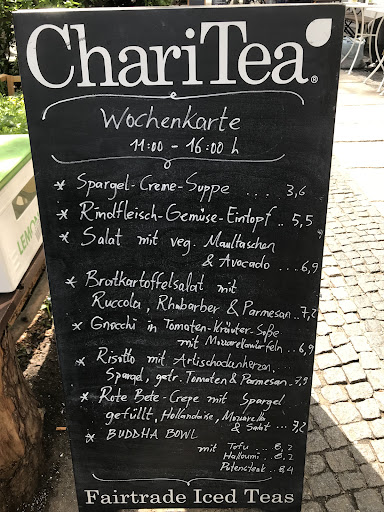 ChariTea®
Wochenkarte
11:00 - 16:00 h
* Spargel-Creme-Suppe ... 3,6
* Rindfleisch-Gemüse-Eintopf .. 5,5
* Salat mit veg. Maultaschen
& Avocado .... 6,9
* Bratkartoffelsalat mit
Ruccola, Rhabarber & Parmesan .. 7,2
* Gnocchi in Tomaten-Kräuter-Soße
mit Mozzarellawürfeln .. 6,9
* Risotto mit Artischockenherzen,
Spargel, getr. Tomaten & Parmesan .. 7,9
* Rote Bete-Crepe mit Spargel
gefüllt, Hollandaise, Mozzarella
& Salat ...
* BUDDHA BOWL
mit Tofu 8,2
Halloumi .. 8,2
Putensteak .. 8,4
Fairtrade Iced Teas
LEMON